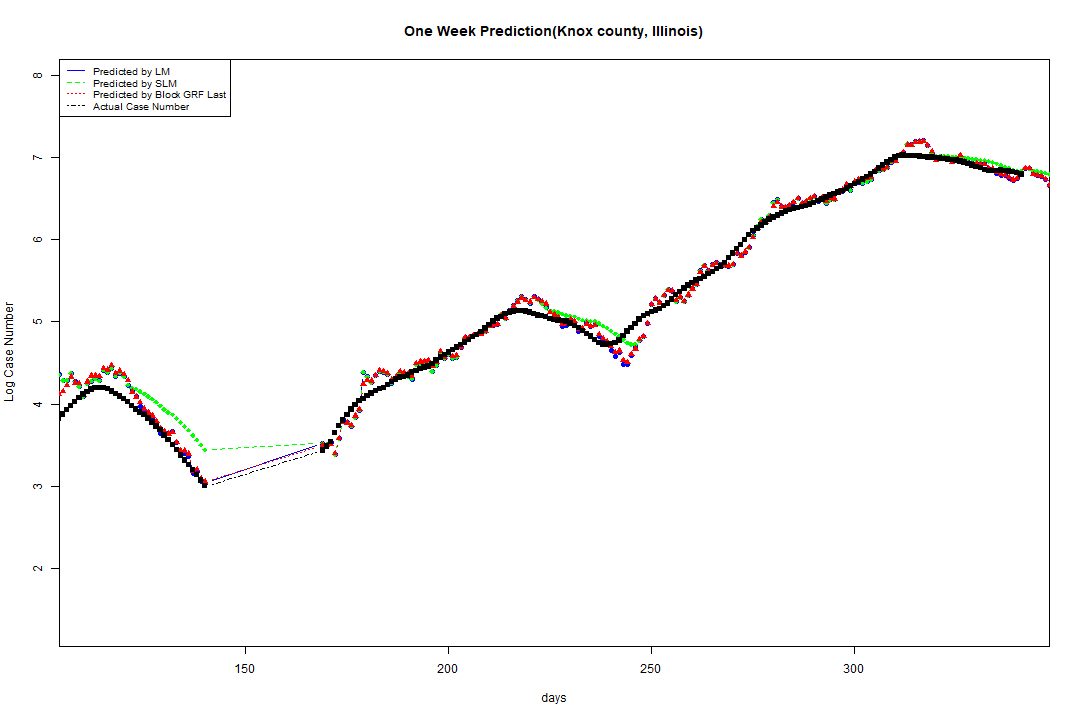 One Week Prediction(Knox county, Illinois)
Predicted by LM
Predicted by SLM
Predicted by Block GRF Last
Actual Case Number
8
7
6
5
4
3
2
Log Case Number
150
200
250
300
days